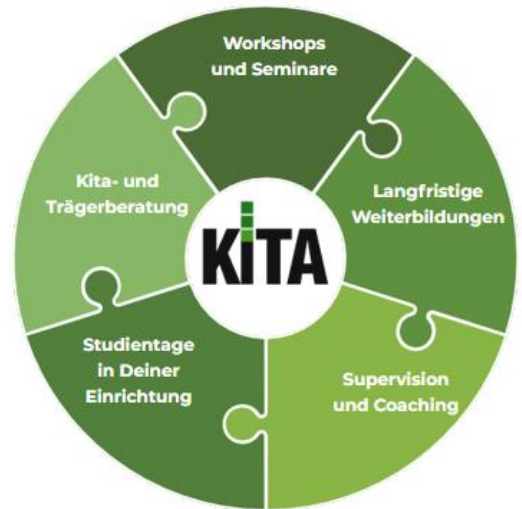 Workshops
und Seminare
Langfristige
Weiterbildungen
Supervision
und Coaching
Studientage
in Deiner
Einrichtung
Kita- und
Trägerberatung
KiTA